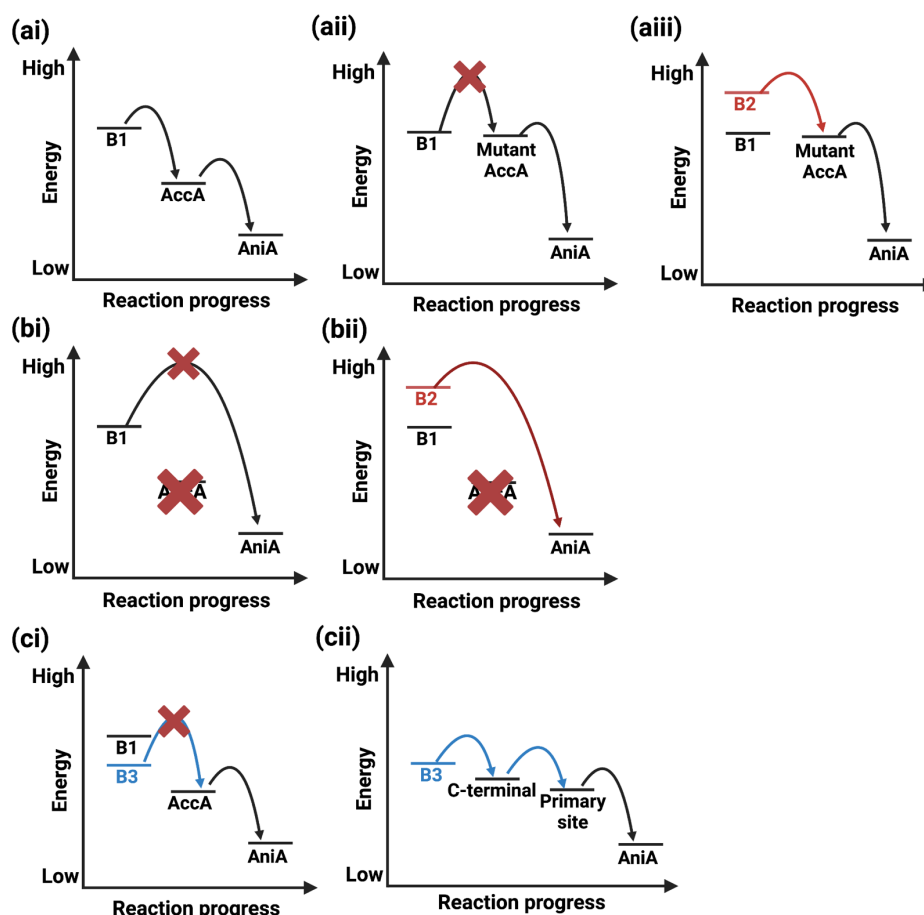 (ai)
High
B1
AccA
AniA
Low
Energy
Reaction progress
(aii)
High
B1
Mutant
AccA
AniA
Low
Energy
Reaction progress
(aiii)
High
B2
B1
Mutant
AccA
AniA
Low
Energy
Reaction progress
(bi)
High
B1
AniA
Low
Energy
Reaction progress
(bii)
High
B2
B1
AniA
Low
Energy
Reaction progress
(ci)
High
B1
B3
AccA
AniA
Low
Energy
Reaction progress
(cii)
High
B3
C-terminal
Primary
site
AniA
Low
Energy
Reaction progress